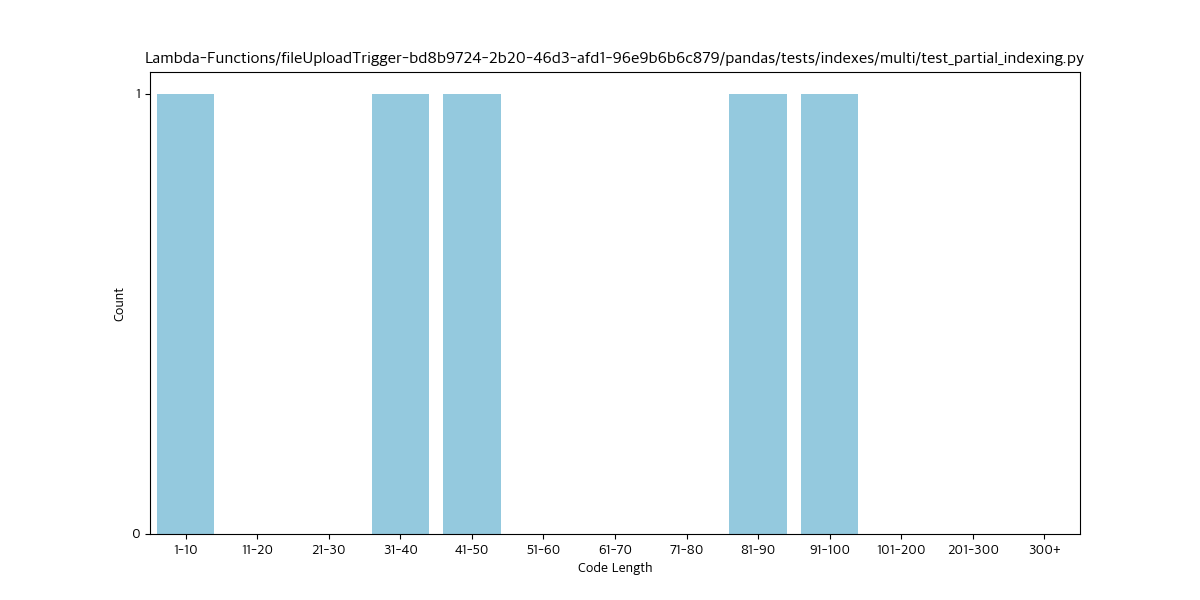 Lambda-Functions/fileUploadTrigger-bd8b9724-2b20-46d3-afd1-96e9b6b6c879/pandas/tests/indexes/multi/test_partial_indexing.py
1
Count
0
1-10 11-20 21-30 31-40 41-50 51-60 61-70 71-80 81-90 91-100 101-200 201-300 300+
Code Length